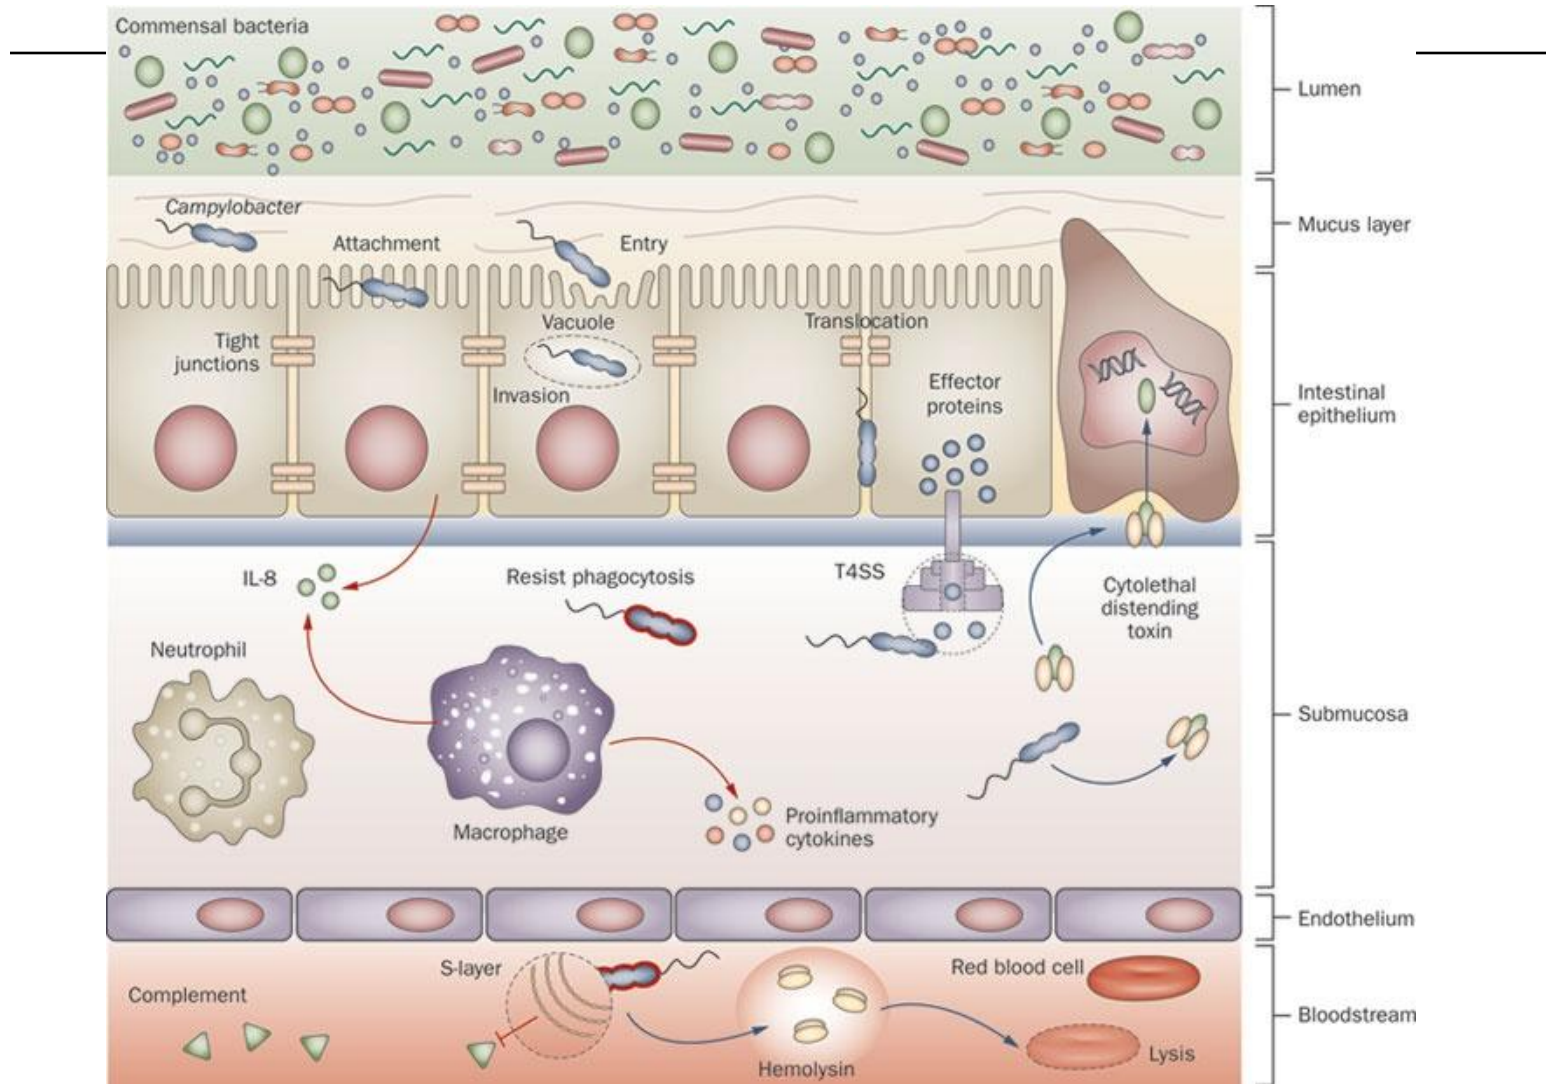 Commensal bacteria
Lumen
Campylobacter
Mucus layer
Attachment
Entry
Vacuole
Translocation
Tight
junctions
Invasion
Effector
proteins
Intestinal
epithelium
IL-8
Resist phagocytosis
T4SS
Cytolethal
distending
toxin
Neutrophil
Submucosa
Macrophage
Proinflammatory
cytokines
Endothelium
S-layer
Red blood cell
Complement
Bloodstream
Hemolysin
Lysis